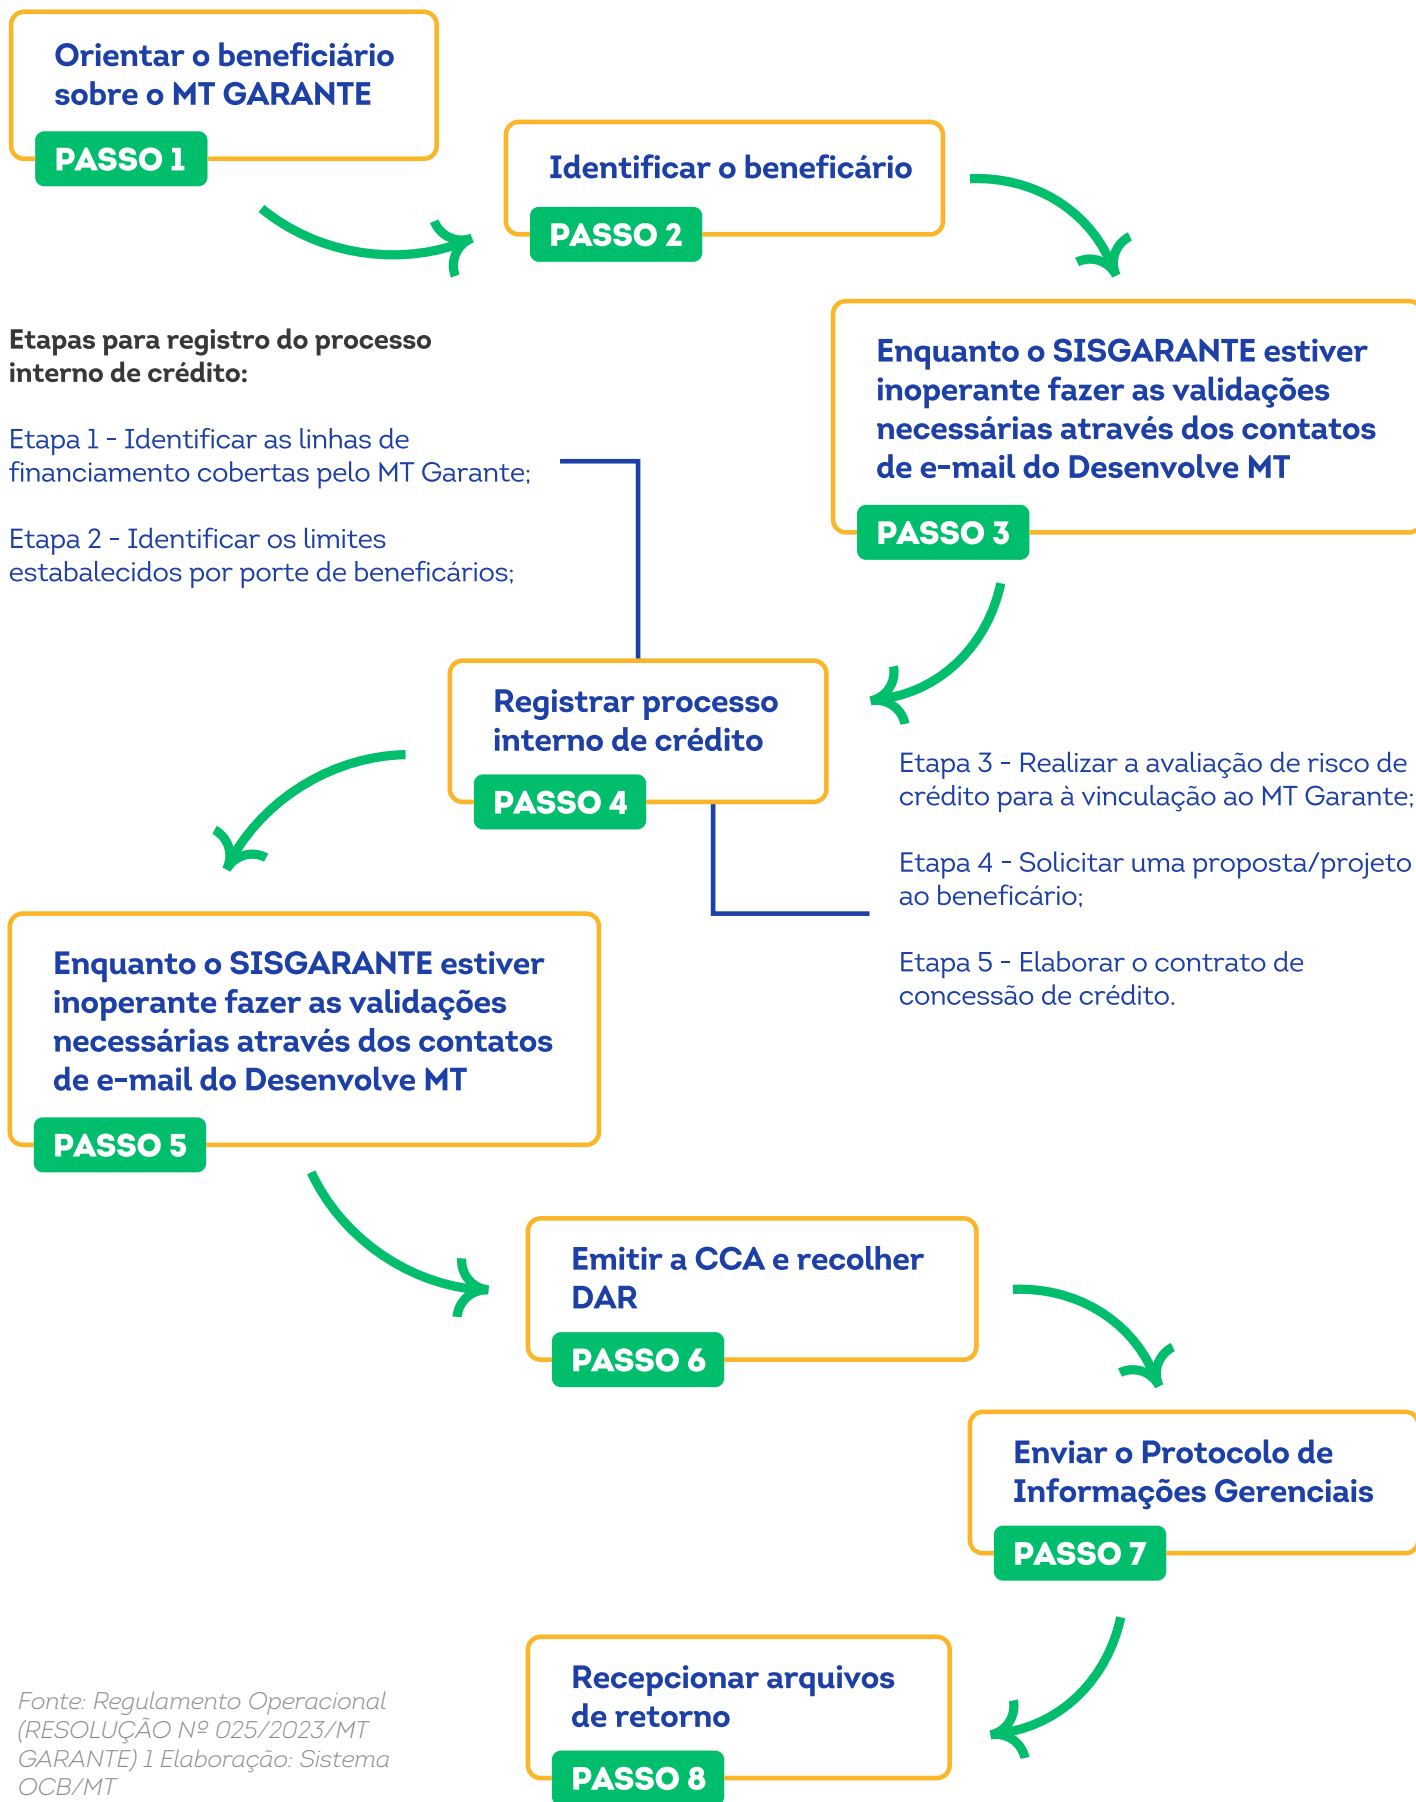 Orientar o beneficiário
sobre o MT GARANTE
PASSO 1
Identificar o beneficário
PASSO 2
Enquanto o SISGARANTE estiver
inoperante fazer as validações
necessárias através dos contatos
de e-mail do Desenvolve MT
PASSO 3
Etapas para registro do processo
interno de crédito:
Etapa 1 - Identificar as linhas de
financiamento cobertas pelo MT Garante;
Etapa 2 - Identificar os limites
estabalecidos por porte de beneficários;
Registrar processo
interno de crédito
PASSO 4
Etapa 3 - Realizar a avaliação de risco de
crédito para à vinculação ao MT Garante;
Etapa 4 - Solicitar uma proposta/projeto
ao beneficário;
Etapa 5 - Elaborar o contrato de
concessão de crédito.
Enquanto o SISGARANTE estiver
inoperante fazer as validações
necessárias através dos contatos
de e-mail do Desenvolve MT
PASSO 5
Emitir a CCA e recolher
DAR
PASSO 6
Enviar o Protocolo de
Informações Gerenciais
PASSO 7
Recepcionar arquivos
de retorno
PASSO 8
Fonte: Regulamento Operacional
(RESOLUÇÃO Nº 025/2023/MT
GARANTE) 1 Elaboração: Sistema
OCB/MT